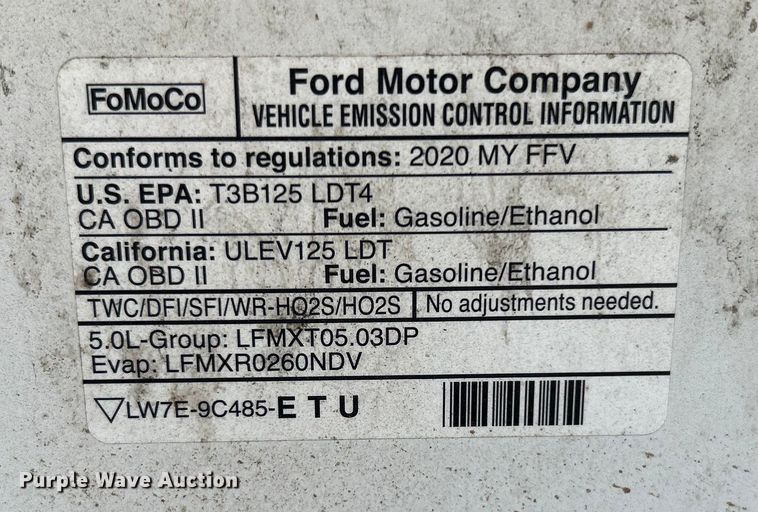 FoMoCo
Ford Motor Company
VEHICLE EMISSION CONTROL INFORMATION
Conforms to regulations: 2020 MY FFV
U.S. EPA: T3B125 LDT4
CA OBD II Fuel: Gasoline/Ethanol
California: ULEV125 LDT
CA OBD II Fuel: Gasoline/Ethanol
TWC/DFI/SFI/WR-HO2S/HO2S No adjustments needed.
5.0L-Group: LFMXT05.03DP
Evap: LFMXR0260NDV
LW7E-9C485-E T U
Purple Wave Auction